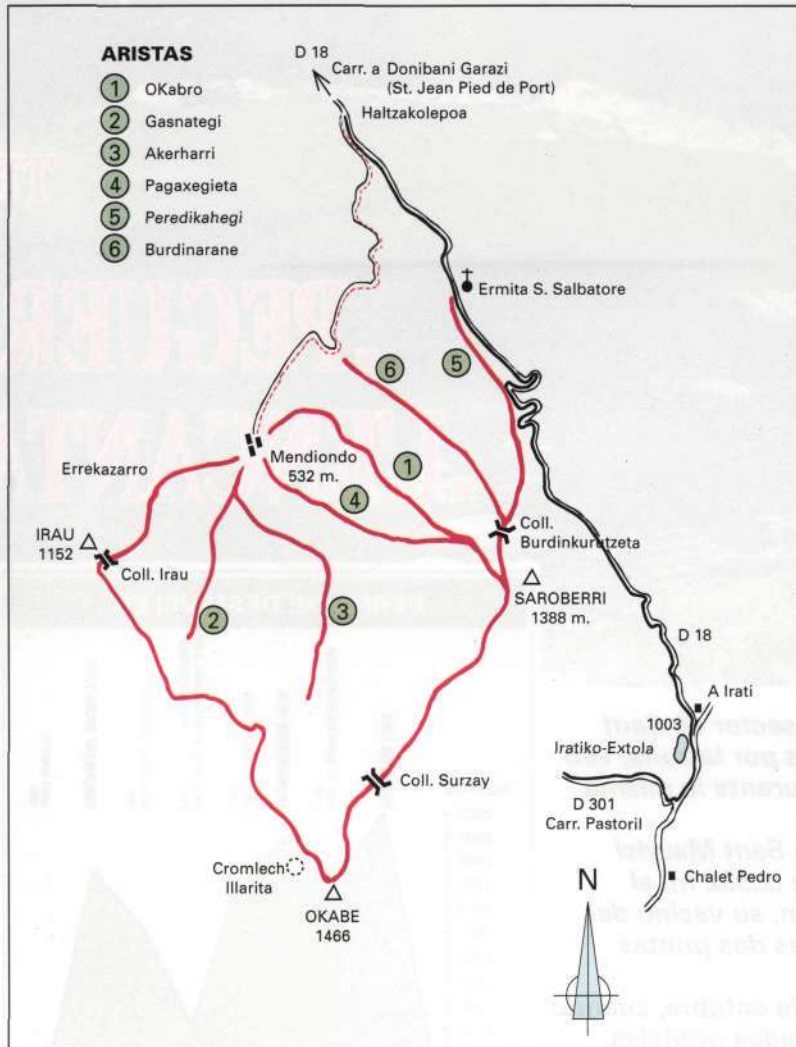 ARISTAS
1 OKabro
2 Gasnategi
3 Akerharri
4 Pagaxegieta
5 Peredikahegi
6 Burdinarane
D 18
Carr. a Donibani Garazi
(St. Jean Pied de Port)
Haltzakolepoa
Ermita S. Salbatore
6
5
Mendiondo
532 m.
Errekazarro
1
4
IRAU
1152
Coll. Irau
Coll.
Burdinkurutzeta
SAROBERRI
1388 m.
2
3
D 18
A Irati
1003
Iratiko-Extola
Coll. Surzay
D 301
Carr. Pastoril
Chalet Pedro
Cromlech
Illarita
OKABE
1466
N